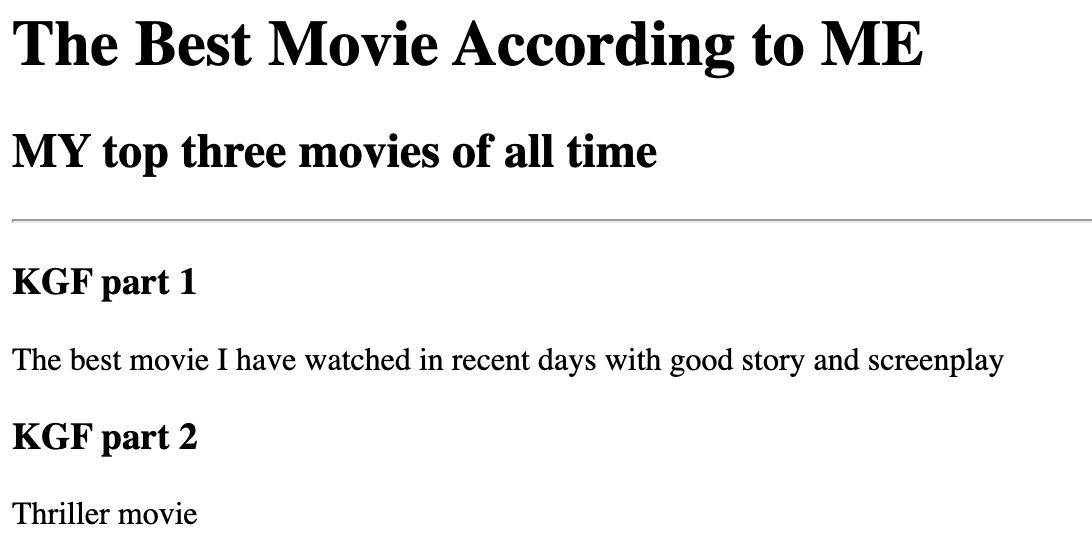 The Best Movie According to ME
MY top three movies of all time
KGF part 1
The best movie I have watched in recent days with good story and screenplay
KGF part 2
Thriller movie